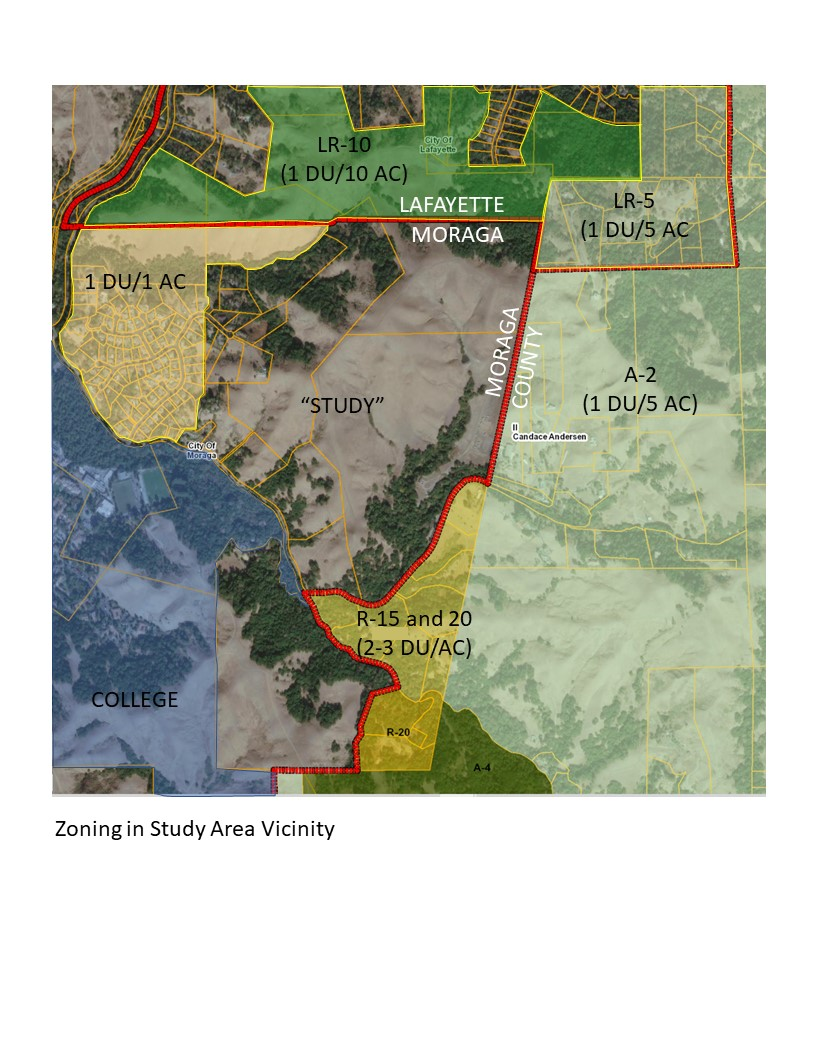 LR-10
(1 DU/10 AC)
City Of
Lafayette
LAFAYETTE
MORAGA
LR-5
(1 DU/5 AC
1 DU/1 AC
MORAGA
COUNTY
A-2
(1 DU/5 AC)
“STUDY”
II
Candace Andersen
City Of
Moraga
R-15 and 20
(2-3 DU/AC)
COLLEGE
R-20
A-4
Zoning in Study Area Vicinity